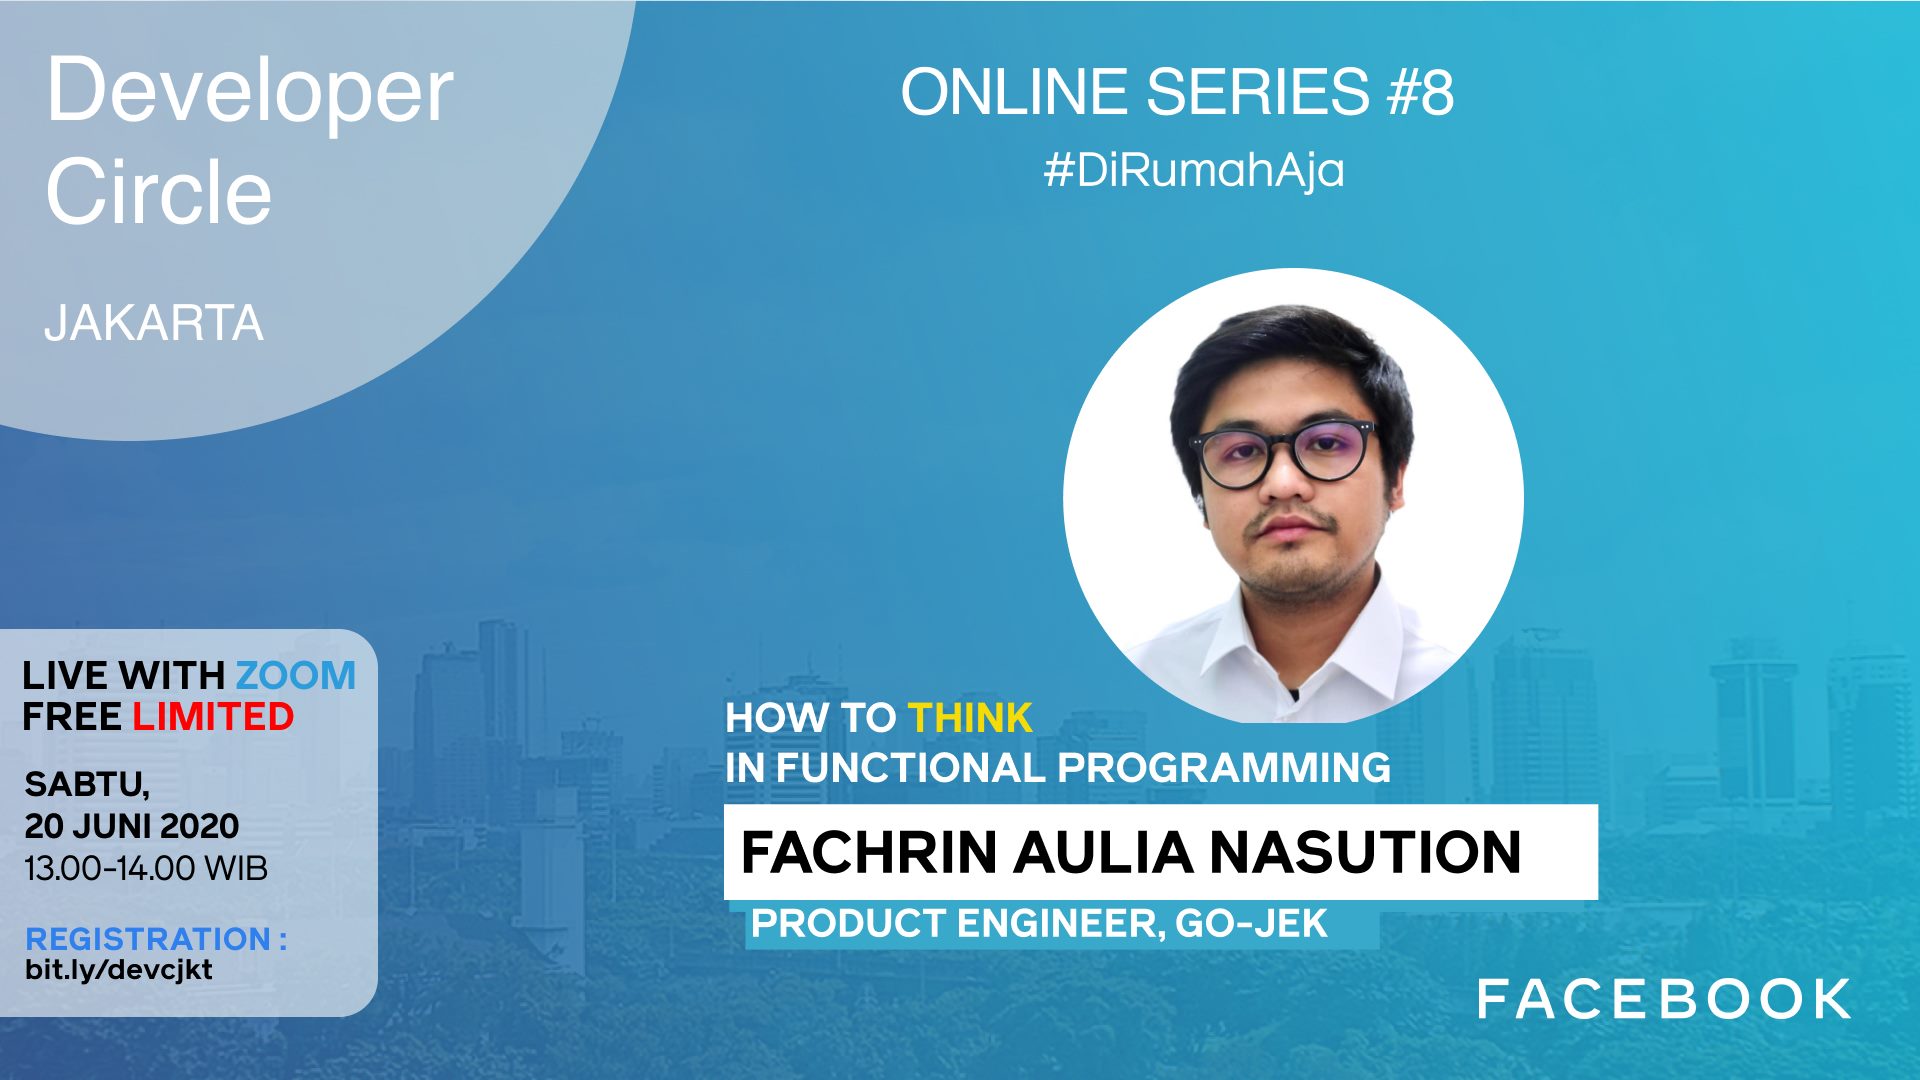 Developer
Circle
JAKARTA
ONLINE SERIES #8
#DiRumahAja
LIVE WITH ZOOM
FREE LIMITED
SABTU,
20 JUNI 2020
13.00-14.00 WIB
REGISTRATION :
bit.ly/devcjkt
HOW TO THINK
IN FUNCTIONAL PROGRAMMING
FACHRIN AULIA NASUTION
PRODUCT ENGINEER, GO-JEK
FACEBOOK